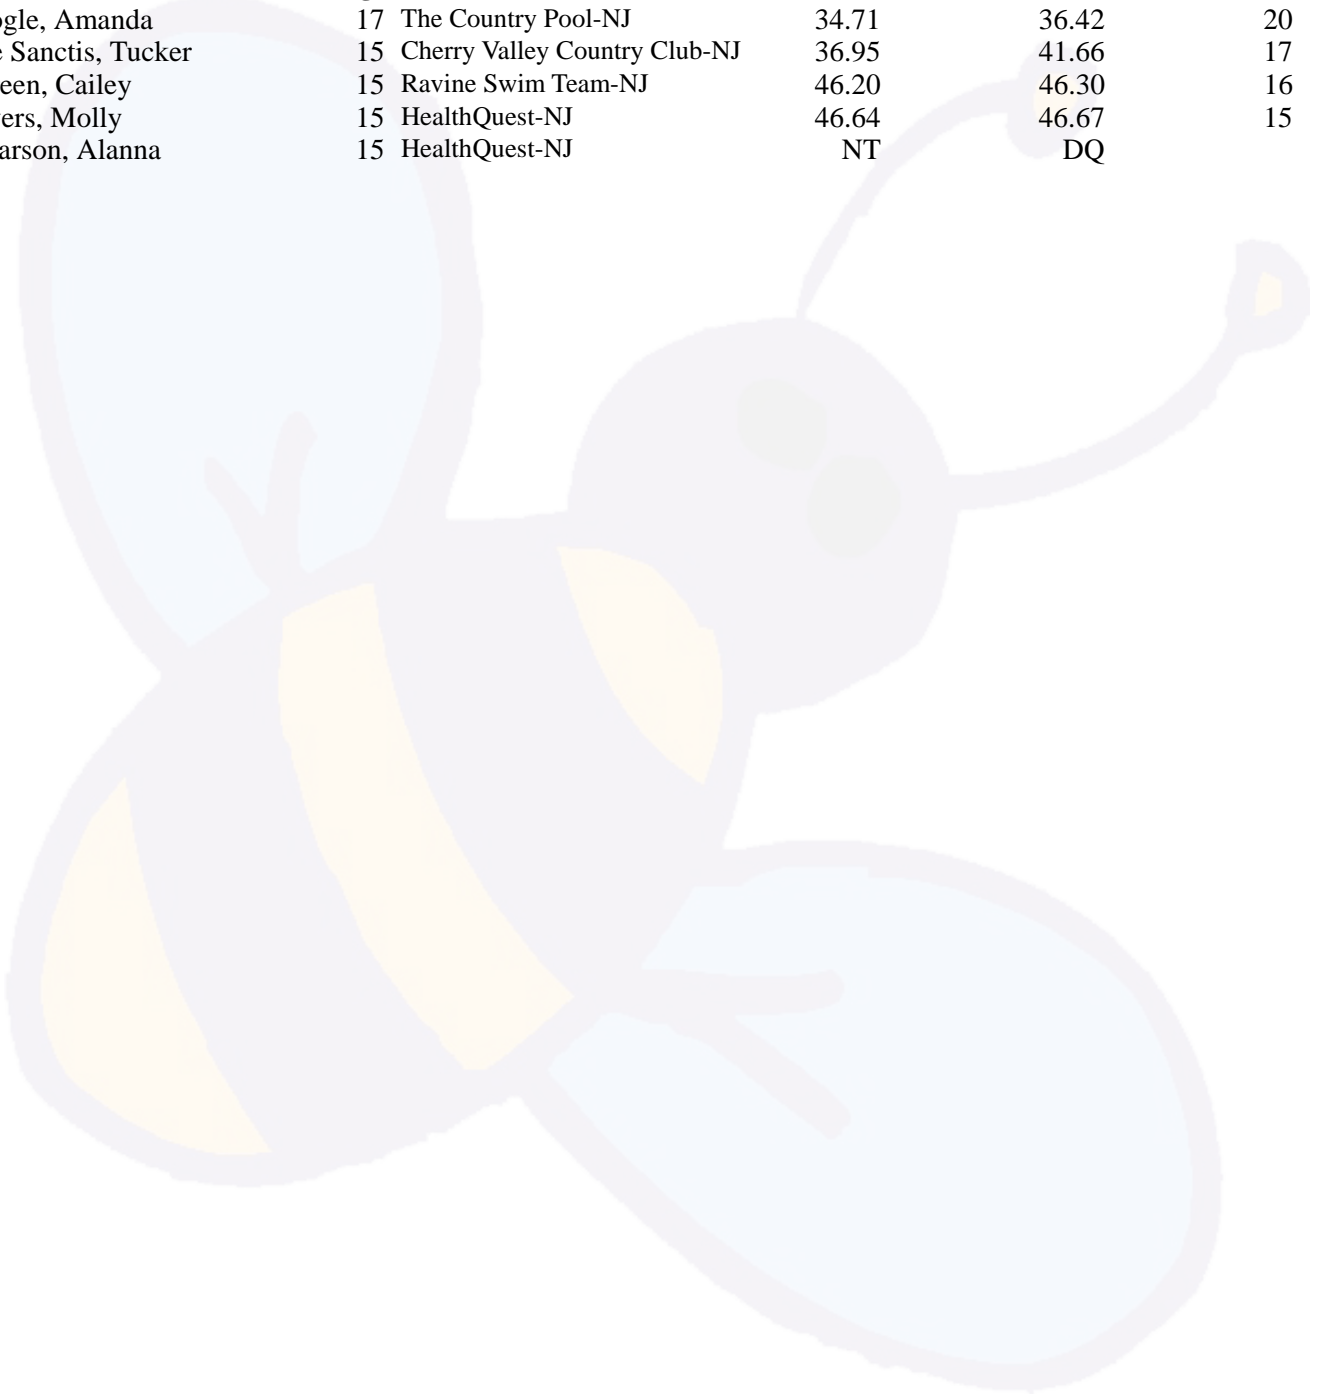 ogle, Amanda 17 The Country Pool-NJ 34.71 36.42 20
e Sanctis, Tucker 15 Cherry Valley Country Club-NJ 36.95 41.66 17
een, Cailey 15 Ravine Swim Team-NJ 46.20 46.30 16
ers, Molly 15 HealthQuest-NJ 46.64 46.67 15
arson, Alanna 15 HealthQuest-NJ NT DQ